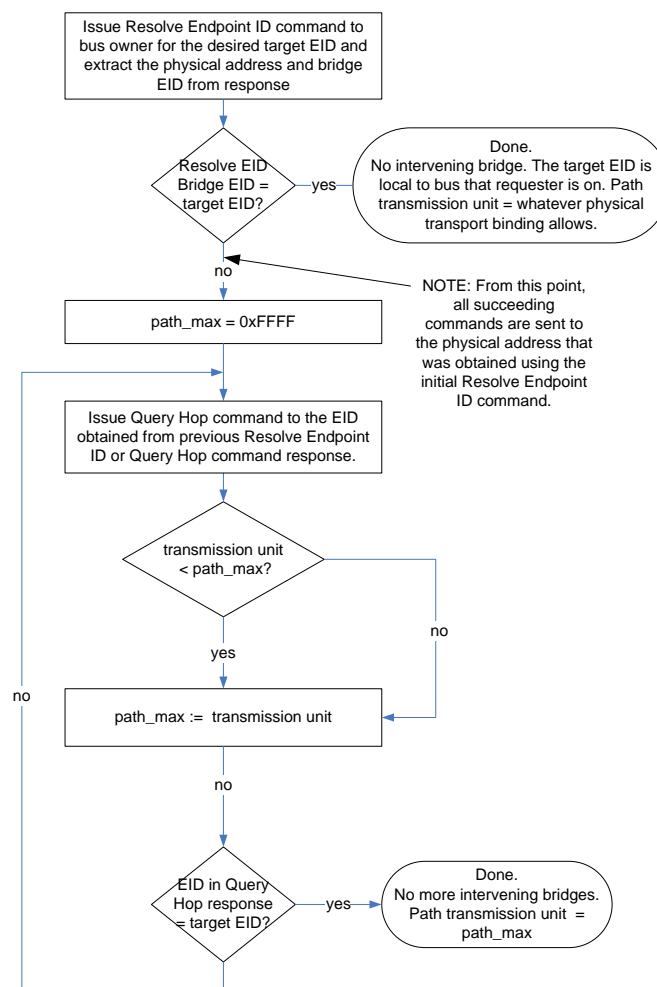 Issue Resolve Endpoint ID command to
bus owner for the desired target EID and
extract the physical address and bridge
EID from response
Resolve EID
Bridge EID =
target EID?
yes
Done.
No intervening bridge. The target EID is
local to bus that requester is on. Path
transmission unit = whatever physical
transport binding allows.
no
NOTE: From this point,
all succeeding
commands are sent to
the physical address that
was obtained using the
initial Resolve Endpoint
ID command.
path_max = 0xFFFF
Issue Query Hop command to the EID
obtained from previous Resolve Endpoint
ID or Query Hop command response.
transmission unit
< path_max?
no
yes
no
path_max := transmission unit
no
EID in Query
Hop response
= target EID?
yes
Done.
No more intervening bridges.
Path transmission unit =
path_max